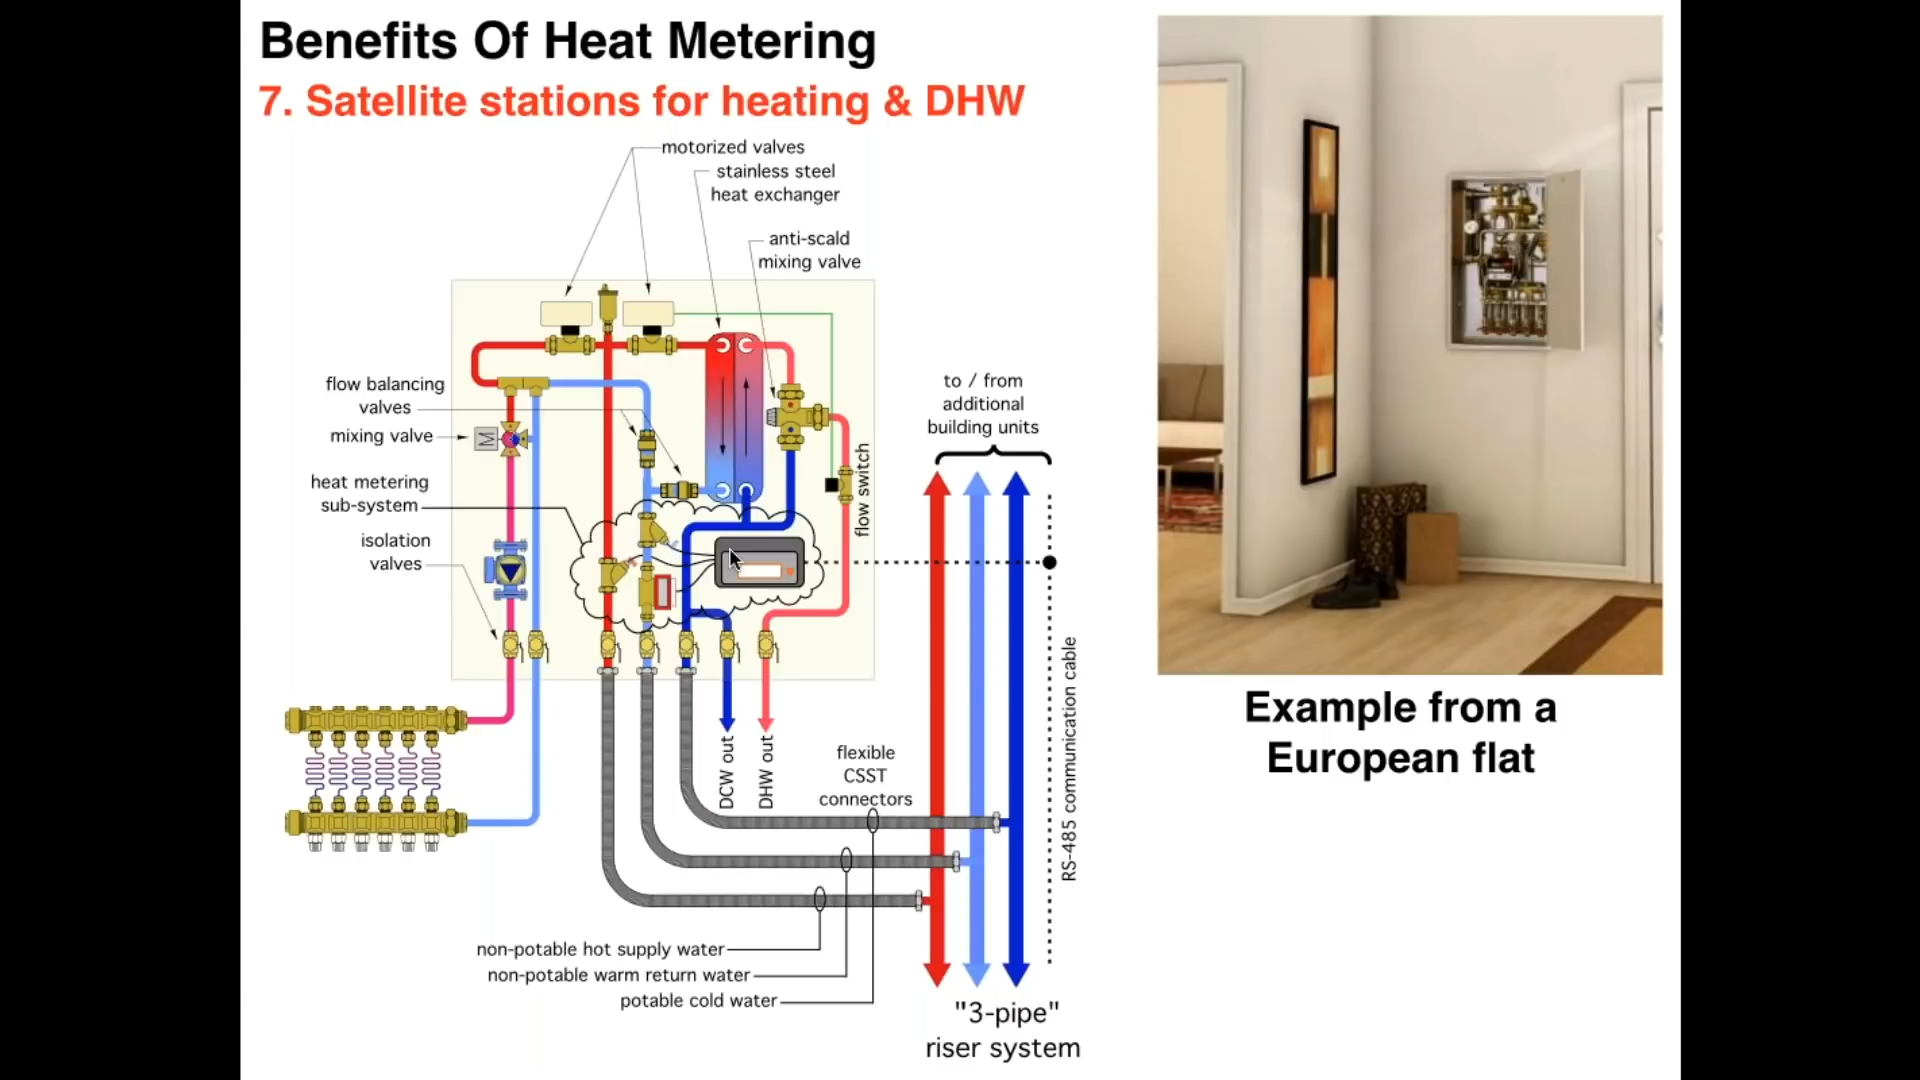 Benefits Of Heat Metering
7. Satellite stations for heating & DHW
motorized valves
stainless steel
heat exchanger
anti-scald
mixing valve
flow balancing
valves
mixing valve
M
heat metering
sub-system
isolation
valves
flow switch
to / from
additional
building units
RS-485 communication cable
DCW out
DHW out
flexible
CSST
connectors
non-potable hot supply water
non-potable warm return water
potable cold water
"3-pipe"
riser system
Example from a
European flat